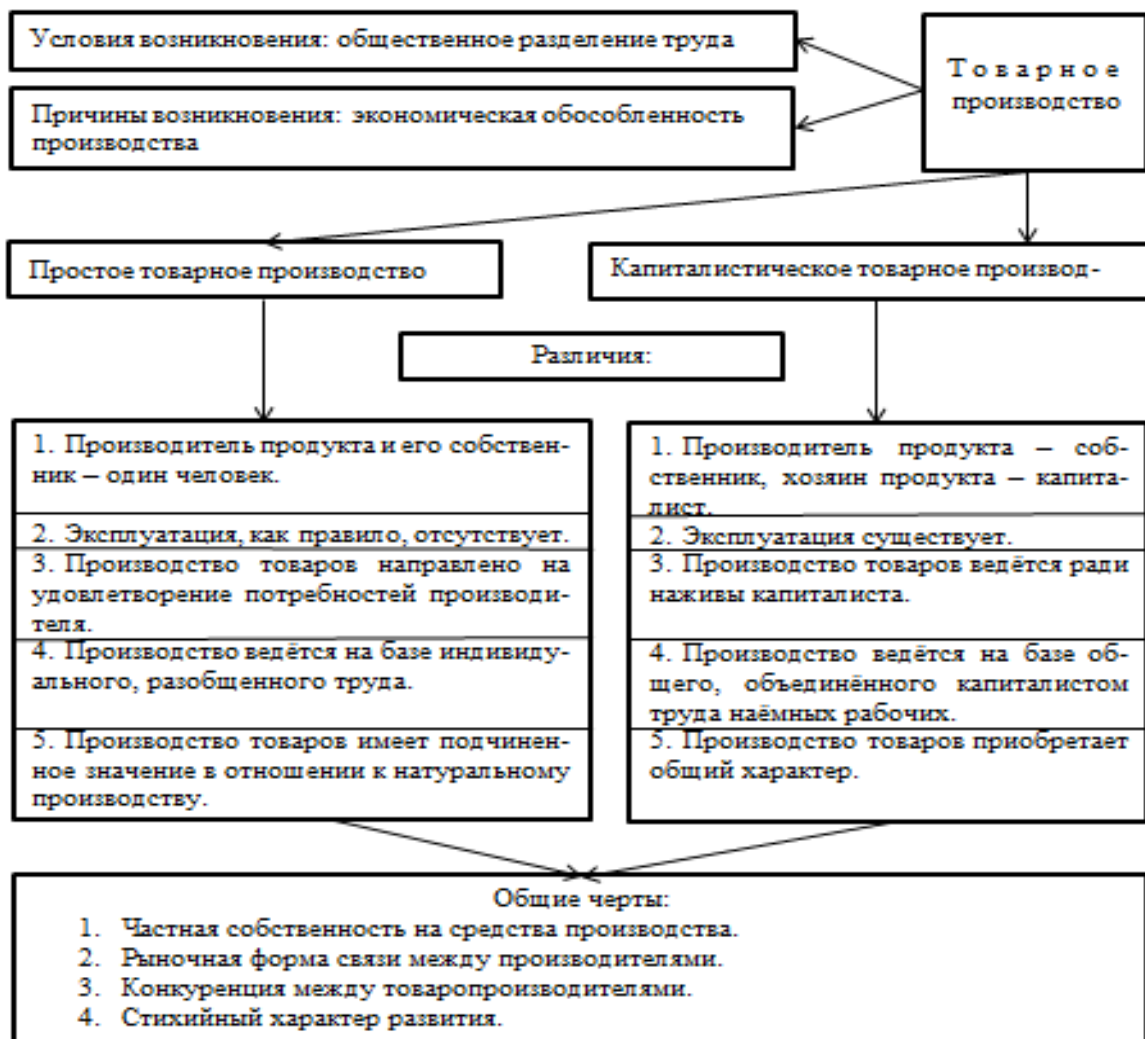 Условия возникновения: общественное разделение труда
Товарное
производство
Причины возникновения: экономическая обособленность
производства
Простое товарное производство
Капиталистическое товарное производ-
Различия:
1. Производитель продукта и его собствен-
ник – один человек.
2. Эксплуатация, как правило, отсутствует.
3. Производство товаров направлено на
удовлетворение потребностей производи-
теля.
4. Производство ведётся на базе индивиду-
ального, разобщенного труда.
5. Производство товаров имеет подчинен-
ное значение в отношении к натуральному
производству.
1. Производитель продукта – соб-
ственник, хозяин продукта – капита-
лист.
2. Эксплуатация существует.
3. Производство товаров ведётся ради
наживы капиталиста.
4. Производство ведётся на базе об-
щего, объединённого капиталистом
труда наёмных рабочих.
5. Производство товаров приобретает
общий характер.
Общие черты:
1. Частная собственность на средства производства.
2. Рыночная форма связи между производителями.
3. Конкуренция между товаропроизводителями.
4. Стихийный характер развития.